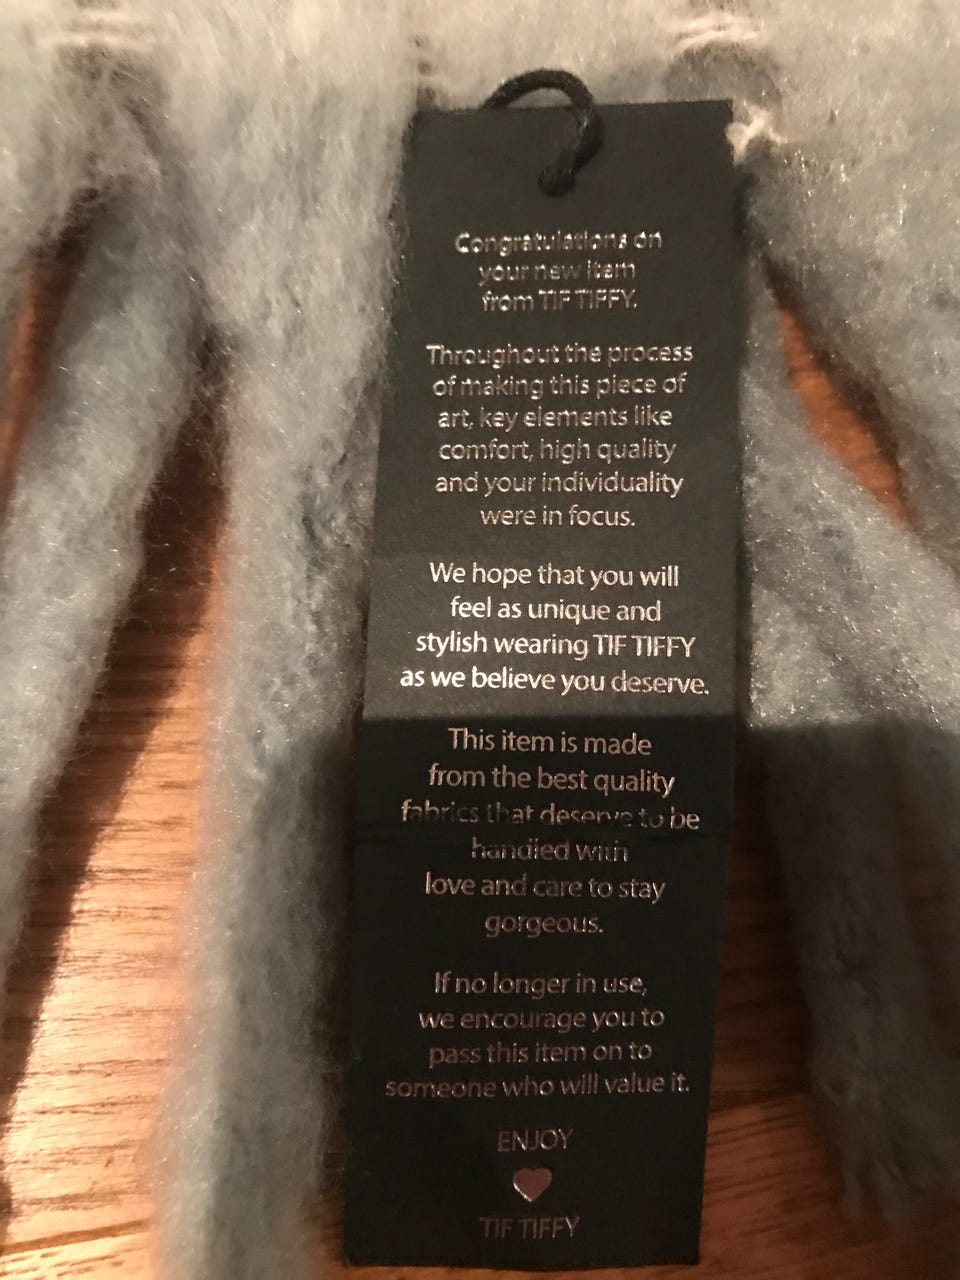 Congratulations on
your new item
from TIF TIFFY.
Throughout the process
of making this piece of
art, key elements like
comfort, high quality
and your individuality
were in focus.
We hope that you will
feel as unique and
stylish wearing TIF TIFFY
as we believe you deserve.
This item is made
from the best quality
fabrics that deserve to be
handled with
love and care to stay
gorgeous.
If no longer in use,
we encourage you to
pass this item on to
someone who will value it.
ENJOY
TIF TIFFY